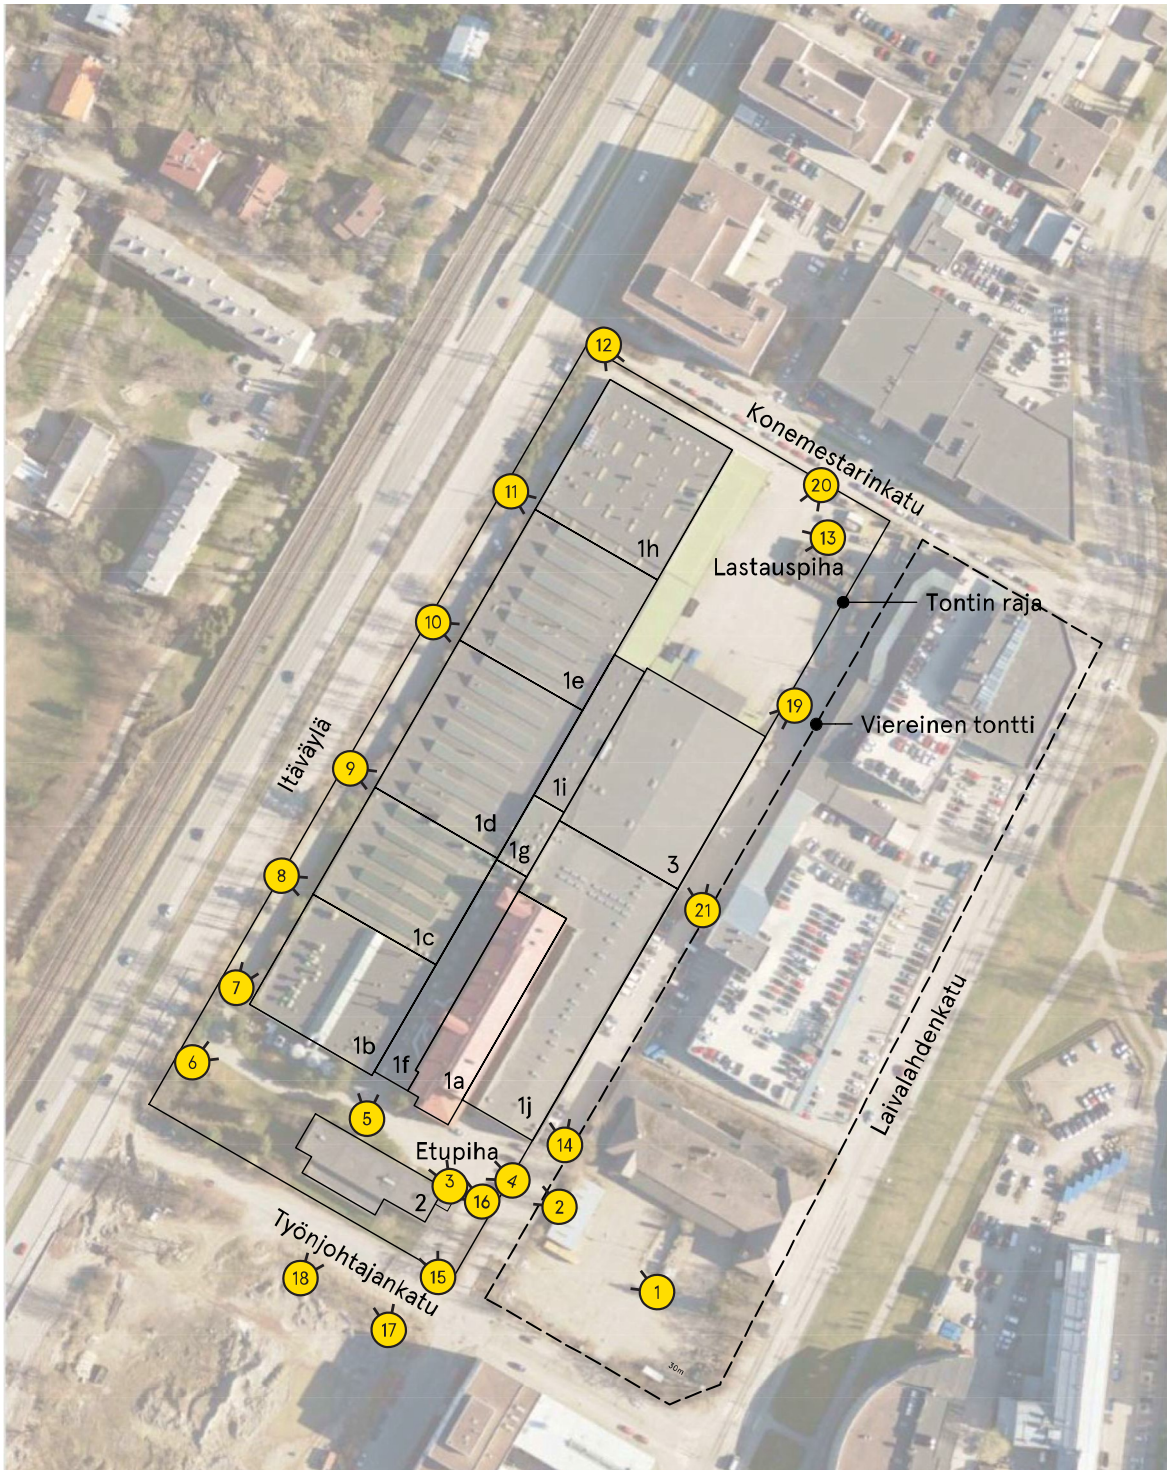 12
Konemestarinkatu
20
11
13
1h
Lastauspiha
Tontin raja
10
1e
19
Viereinen tontti
Itäväylä
9
1i
1d
1g
3
8
21
1c
7
1b
1f
1a
1j
Laivalahdenkatu
6
5
14
Etupiha
3
4
16
2
2
Työnjohtajankatu
18
15
1
17
30m